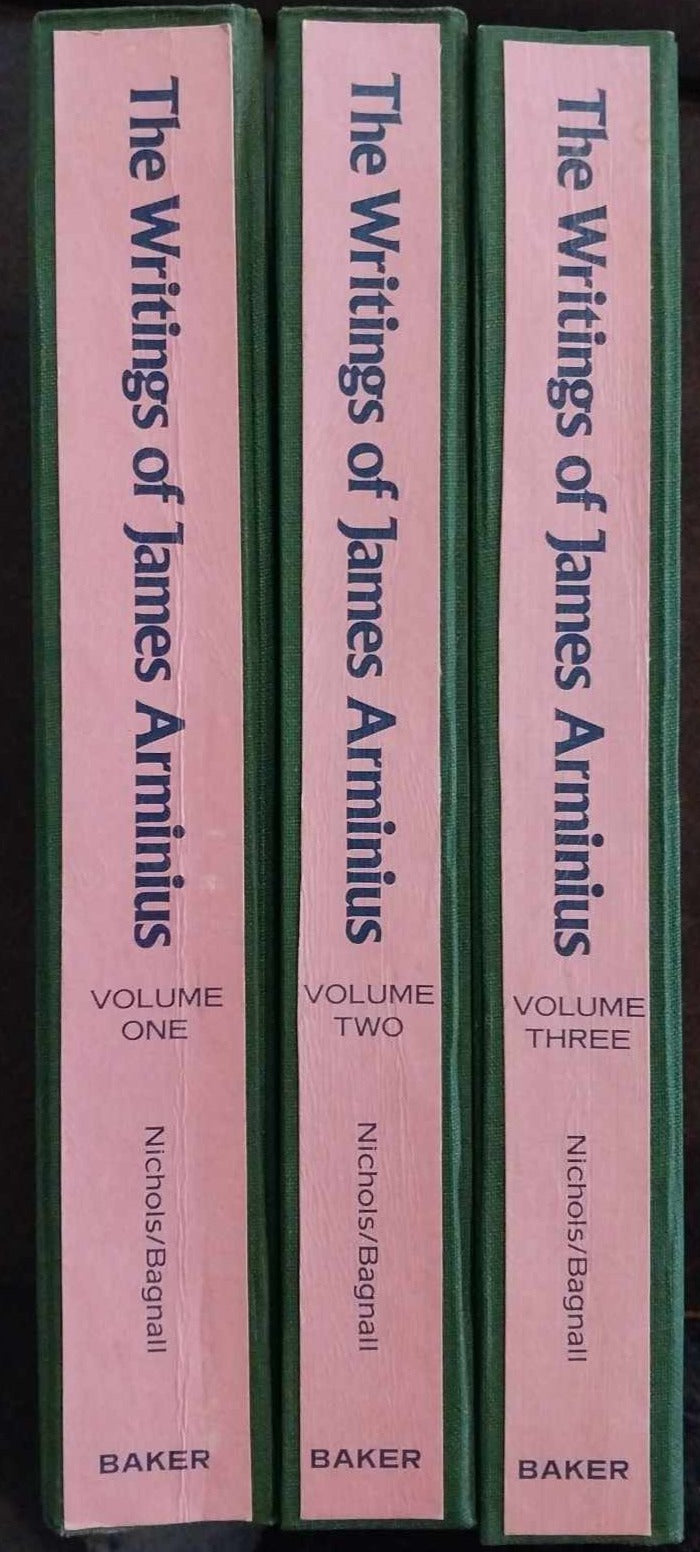 The Writings of James Arminius
VOLUME
ONE
Nichols/Bagnall
BAKER
The Writings of James Arminius
VOLUME
TWO
Nichols/Bagnall
BAKER
The Writings of James Arminius
VOLUME
THREE
Nichols/Bagnall
BAKER